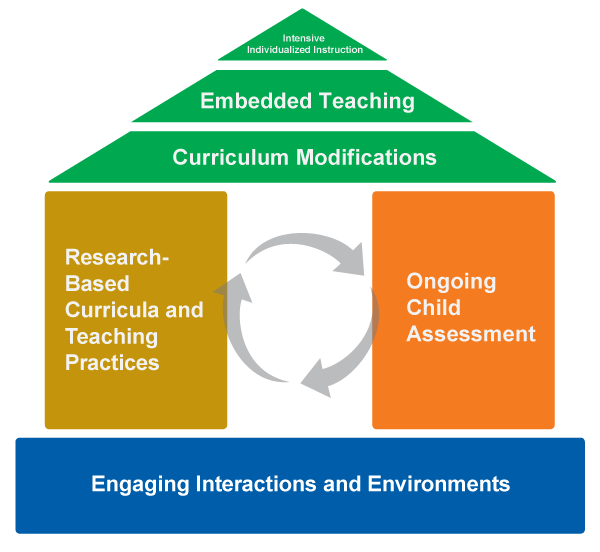 Intensive
Individualized Instruction
Embedded Teaching
Curriculum Modifications
Research-
Based
Curricula and
Teaching
Practices
Ongoing
Child
Assessment
Engaging Interactions and Environments